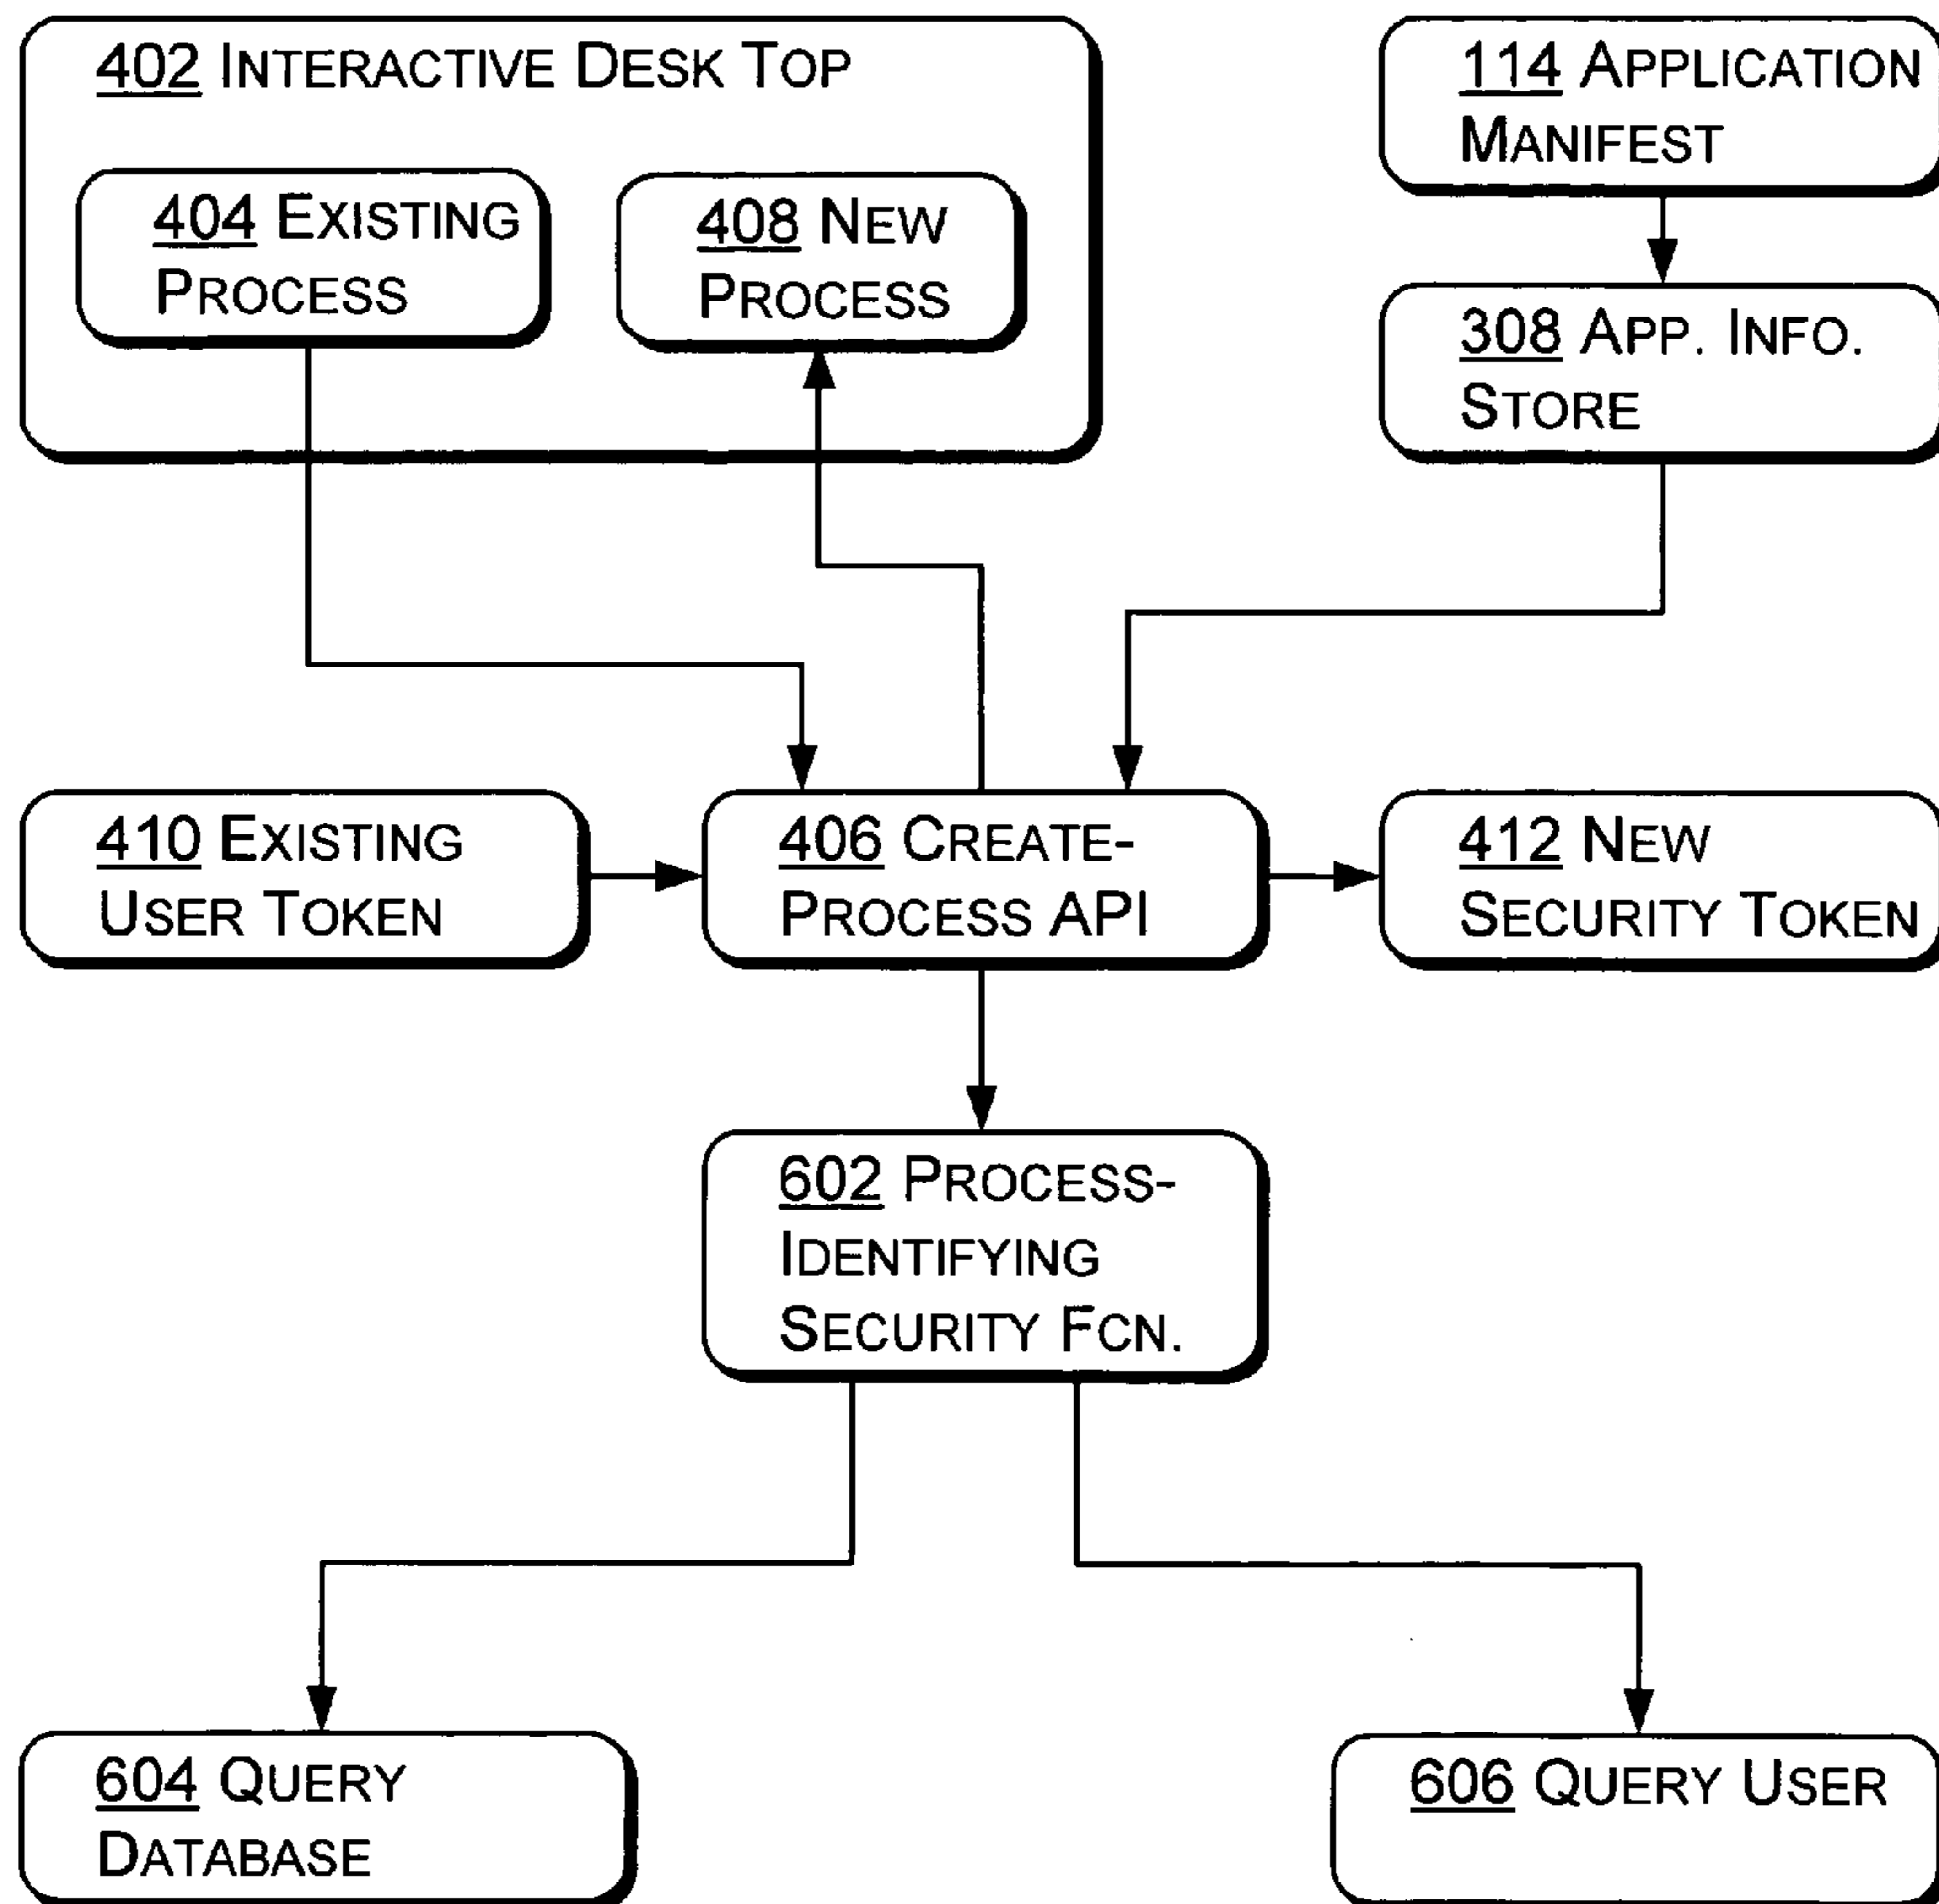 402 INTERACTIVE DESK TOP
404 EXISTING
PROCESS
408 NEW
PROCESS
114 APPLICATION
MANIFEST
308 APP. INFO.
STORE
410 EXISTING
USER TOKEN
406 CREATE-
PROCESS API
412 NEW
SECURITY TOKEN
602 PROCESS-
IDENTIFYING
SECURITY FCN.
604 QUERY
DATABASE
606 QUERY USER